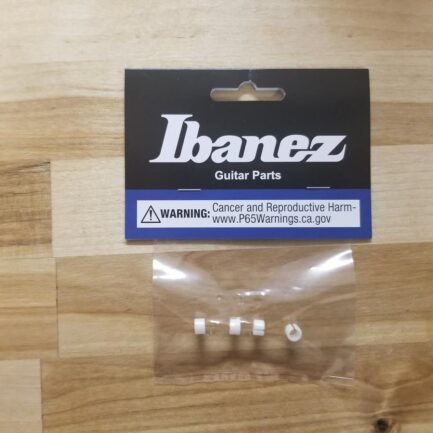 Ibanez
Guitar Parts
WARNING: Cancer and Reproductive Harm-
www.P65Warnings.ca.gov